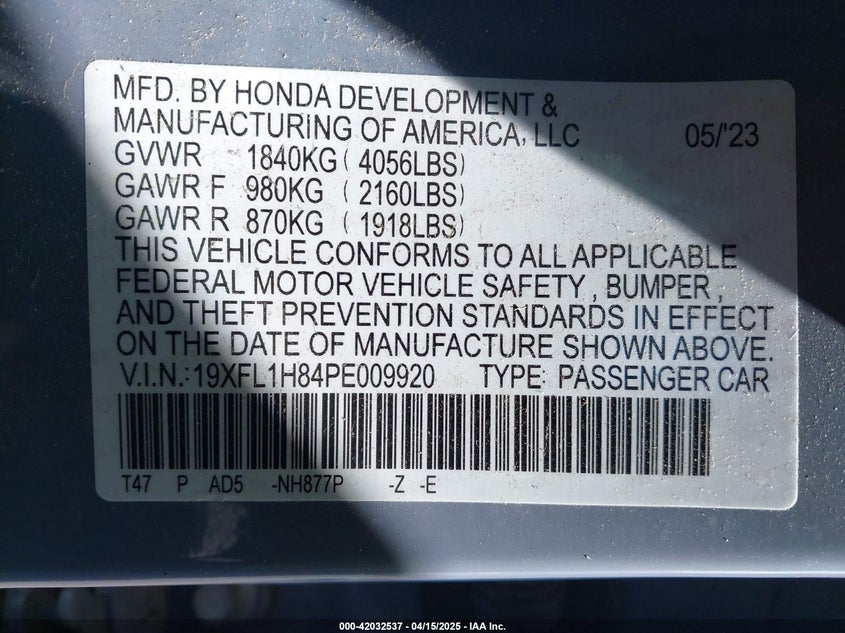 MFD. BY HONDA DEVELOPMENT &
MANUFACTURING OF AMERICA, LLC 05/'23
GVWR 1840KG ( 4056LBS)
GAWR F 980KG ( 2160LBS)
GAWR R 870KG ( 1918LBS)
THIS VEHICLE CONFORMS TO ALL APPLICABLE
FEDERAL MOTOR VEHICLE SAFETY , BUMPER ,
AND THEFT PREVENTION STANDARDS IN EFFECT
ON THE DATE OF MANUFACTURE SHOWN ABOVE.
V.I.N.:19XFL1H84PE009920 TYPE: PASSENGER CAR
T47 P AD5 -NH877P -Z -E
000-42032537 - 04/15/2025 - IAA Inc.